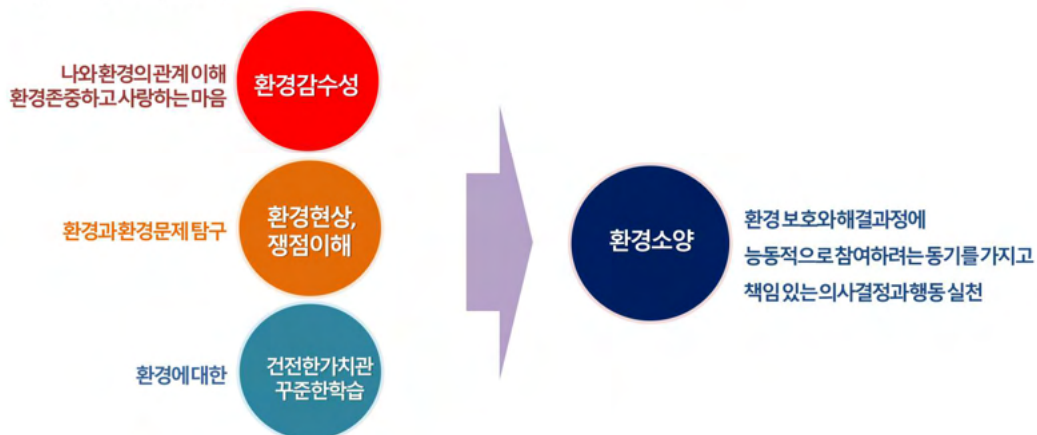 나와 환경의 관계 이해
환경존중하고 사랑하는 마음
환경감수성
환경과 환경문제 탐구
환경현상,
쟁점이해
환경에 대한
건전한가치관
꾸준한학습
환경소양
환경 보호와 해결과정에
능동적으로 참여하려는 동기를 가지고
책임 있는 의사결정과 행동 실천